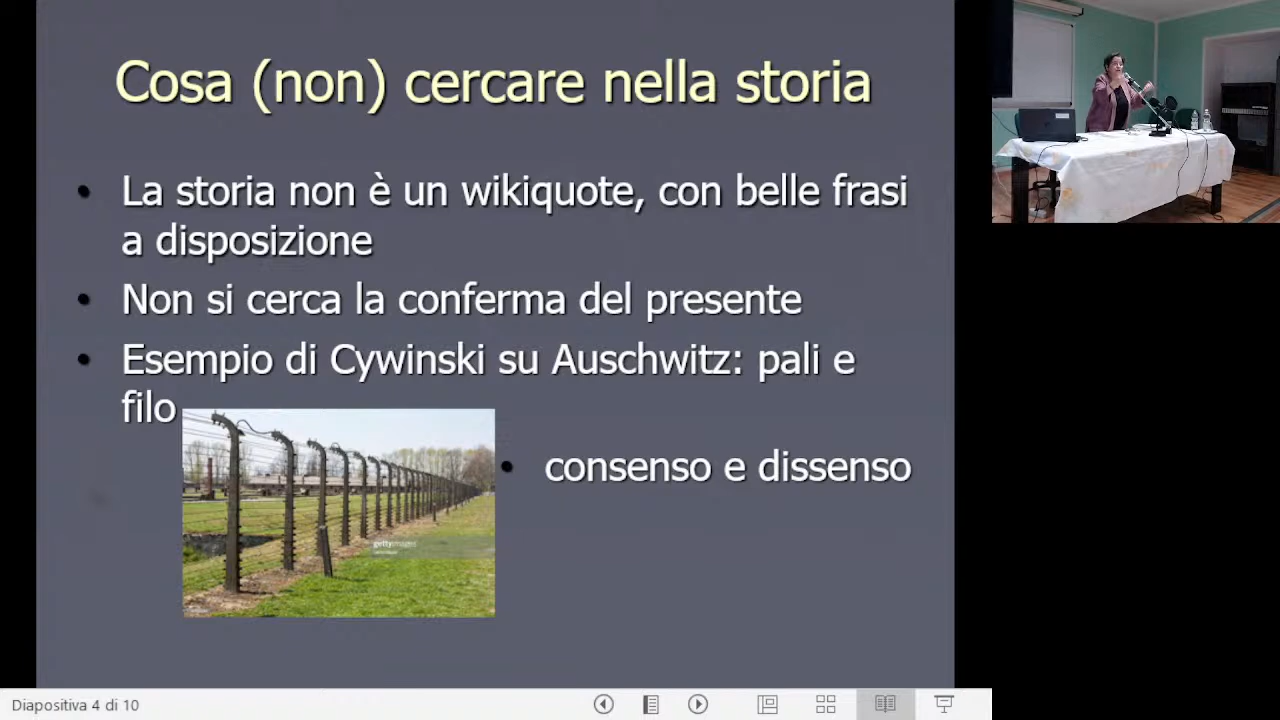 Cosa (non) cercare nella storia
• La storia non è un wikiquote, con belle frasi
a disposizione
• Non si cerca la conferma del presente
• Esempio di Cywinski su Auschwitz: pali e
filo
• consenso e dissenso
gettyimages
Diapositiva 4 di 10